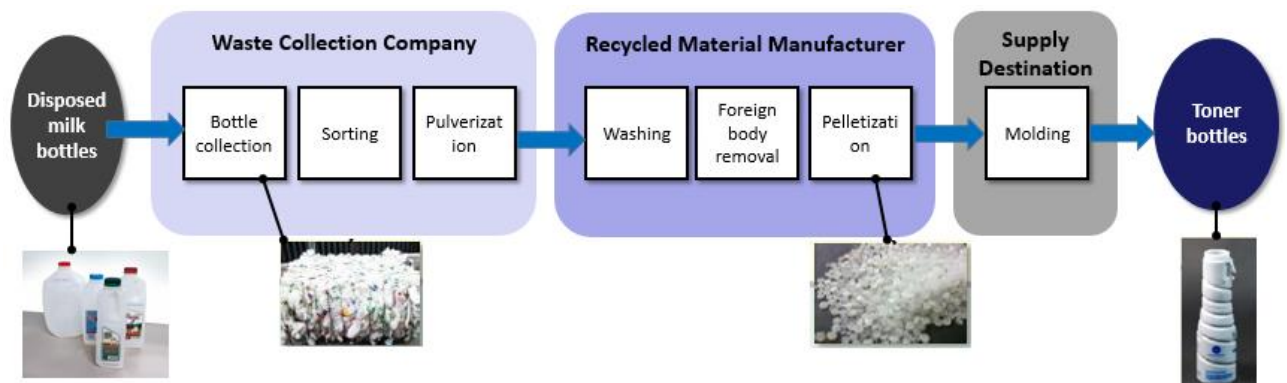 Waste Collection Company
Recycled Material Manufacturer
Supply
Destination
Disposed
milk
bottles
Bottle
collection
Sorting
Pulverizat
ion
Washing
Foreign
body
removal
Pelletizati
on
Molding
Toner
bottles